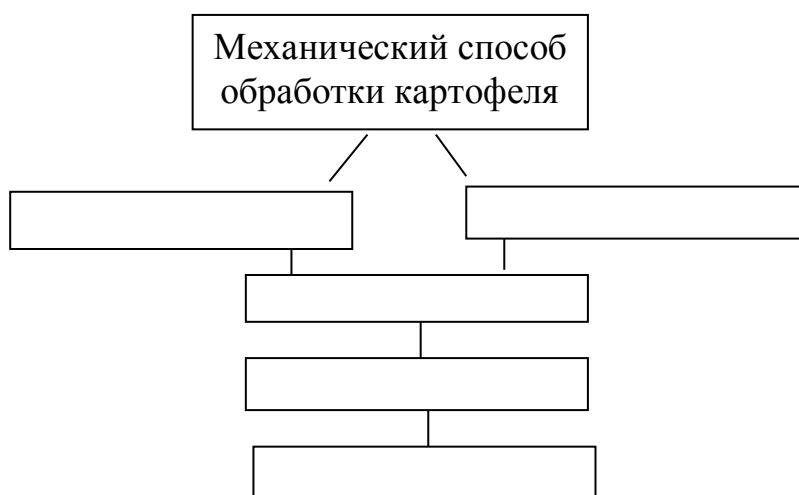 Механический способ
обработки картофеля